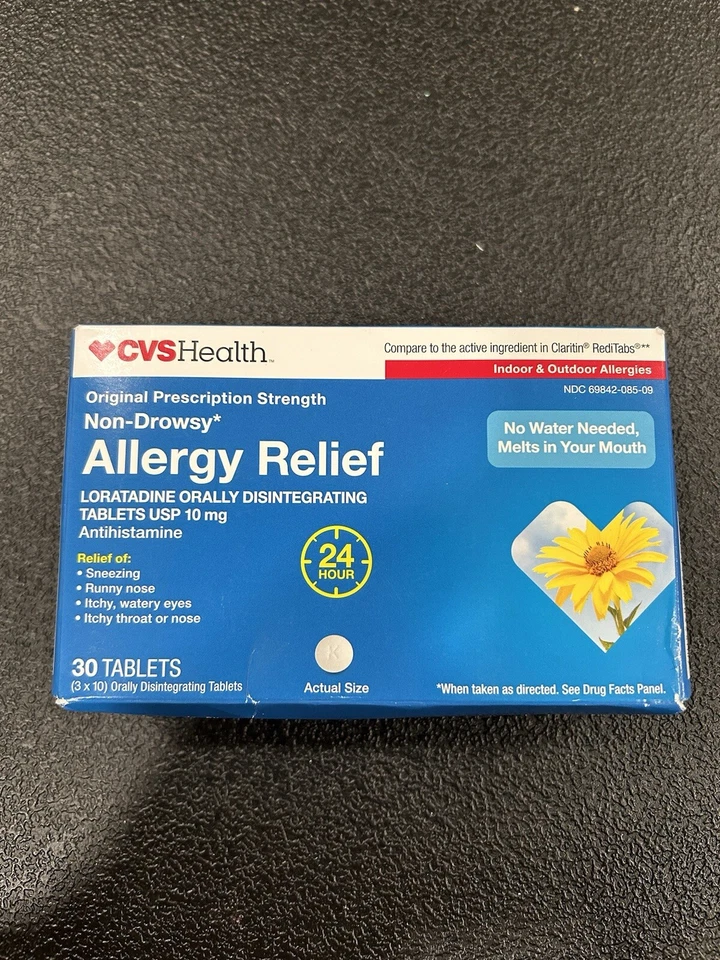 CVSHealth™
Compare to the active ingredient in Claritin® RediTabs®**
Indoor & Outdoor Allergies
NDC 69842-085-09
Original Prescription Strength
Non-Drowsy*
Allergy Relief
No Water Needed,
Melts in Your Mouth
LORATADINE ORALLY DISINTEGRATING
TABLETS USP 10 mg
Antihistamine
Relief of:
• Sneezing
• Runny nose
• Itchy, watery eyes
• Itchy throat or nose
24
HOUR
K
30 TABLETS
(3 x 10) Orally Disintegrating Tablets
Actual Size
*When taken as directed. See Drug Facts Panel.